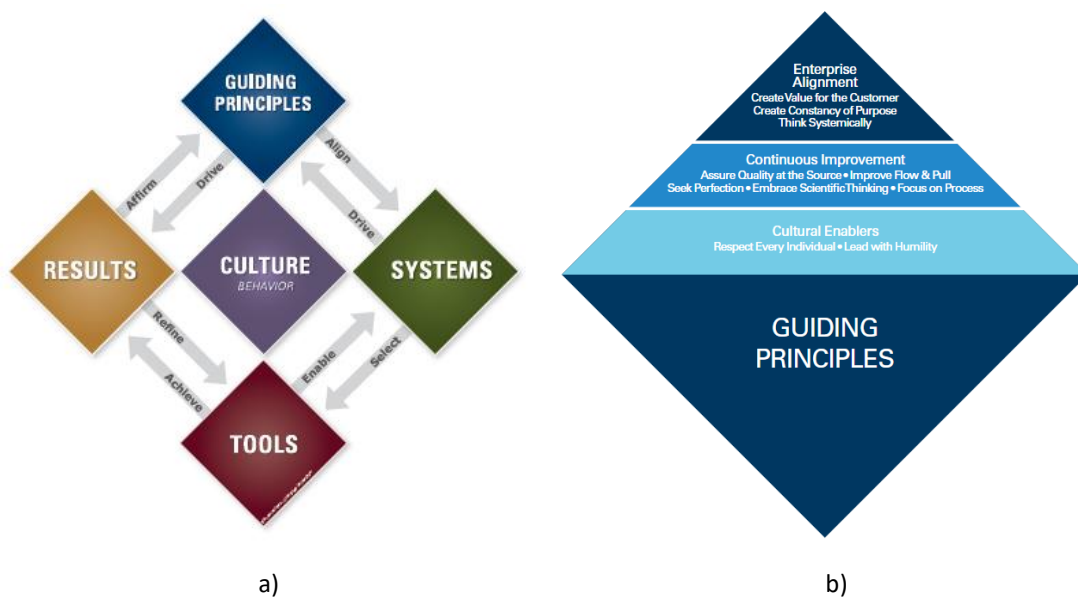 GUIDING
PRINCIPLES
Affirm
Drive
Align
Drive
RESULTS
CULTURE
BEHAVIOR
SYSTEMS
Refine
Achieve
Enable
Select
TOOLS
a)
Enterprise
Alignment
Create Value for the Customer
Create Constancy of Purpose
Think Systemically
Continuous Improvement
Assure Quality at the Source • Improve Flow & Pull
Seek Perfection • Embrace Scientific Thinking • Focus on Process
Cultural Enablers
Respect Every Individual • Lead with Humility
GUIDING
PRINCIPLES
b)